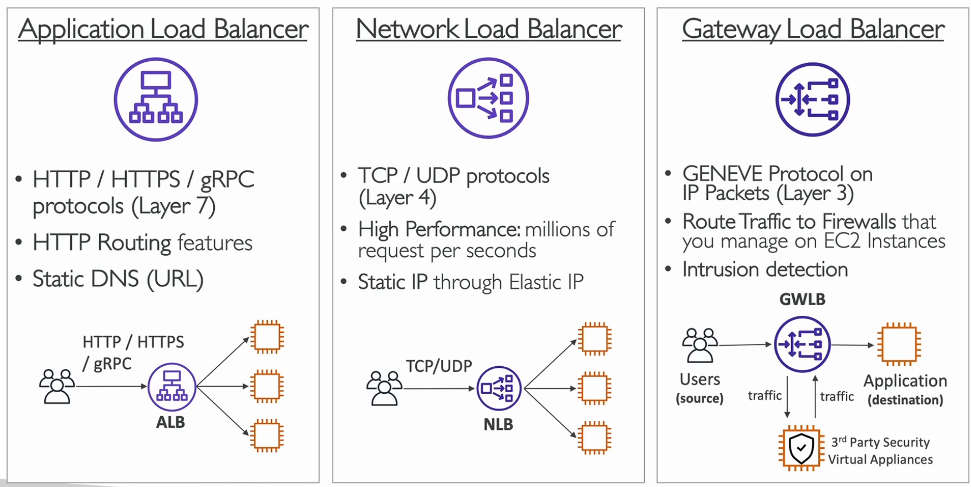 Application Load Balancer
• HTTP / HTTPS / gRPC
protocols (Layer 7)
• HTTP Routing features
• Static DNS (URL)
HTTP / HTTPS
/ gRPC
ALB
Network Load Balancer
• TCP / UDP protocols
(Layer 4)
• High Performance: millions of
request per seconds
• Static IP through Elastic IP
TCP/UDP
NLB
Gateway Load Balancer
• GENEVE Protocol on
IP Packets (Layer 3)
• Route Traffic to Firewalls that
you manage on EC2 Instances
• Intrusion detection
GWLB
Users
(source)
Application
(destination)
traffic
traffic
3rd Party Security
Virtual Appliances